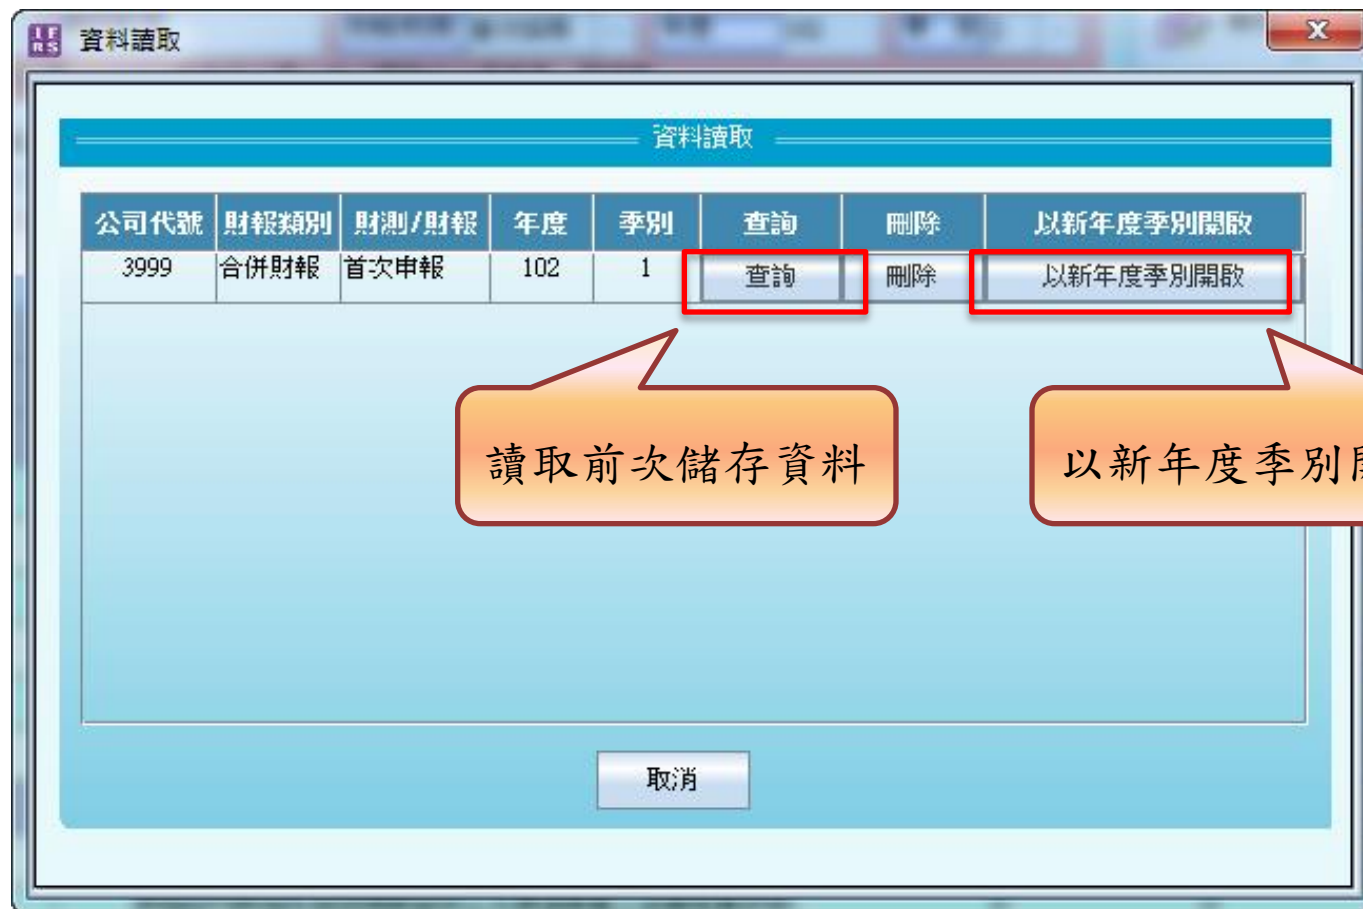 IFRS 資料讀取
資料讀取
公司代號 財報類別 財測/財報 年度 季別 查詢 刪除 以新年度季別開啟
3999 合併財報 首次申報 102 1 查詢 刪除 以新年度季別開啟
讀取前次儲存資料 以新年度季別
取消